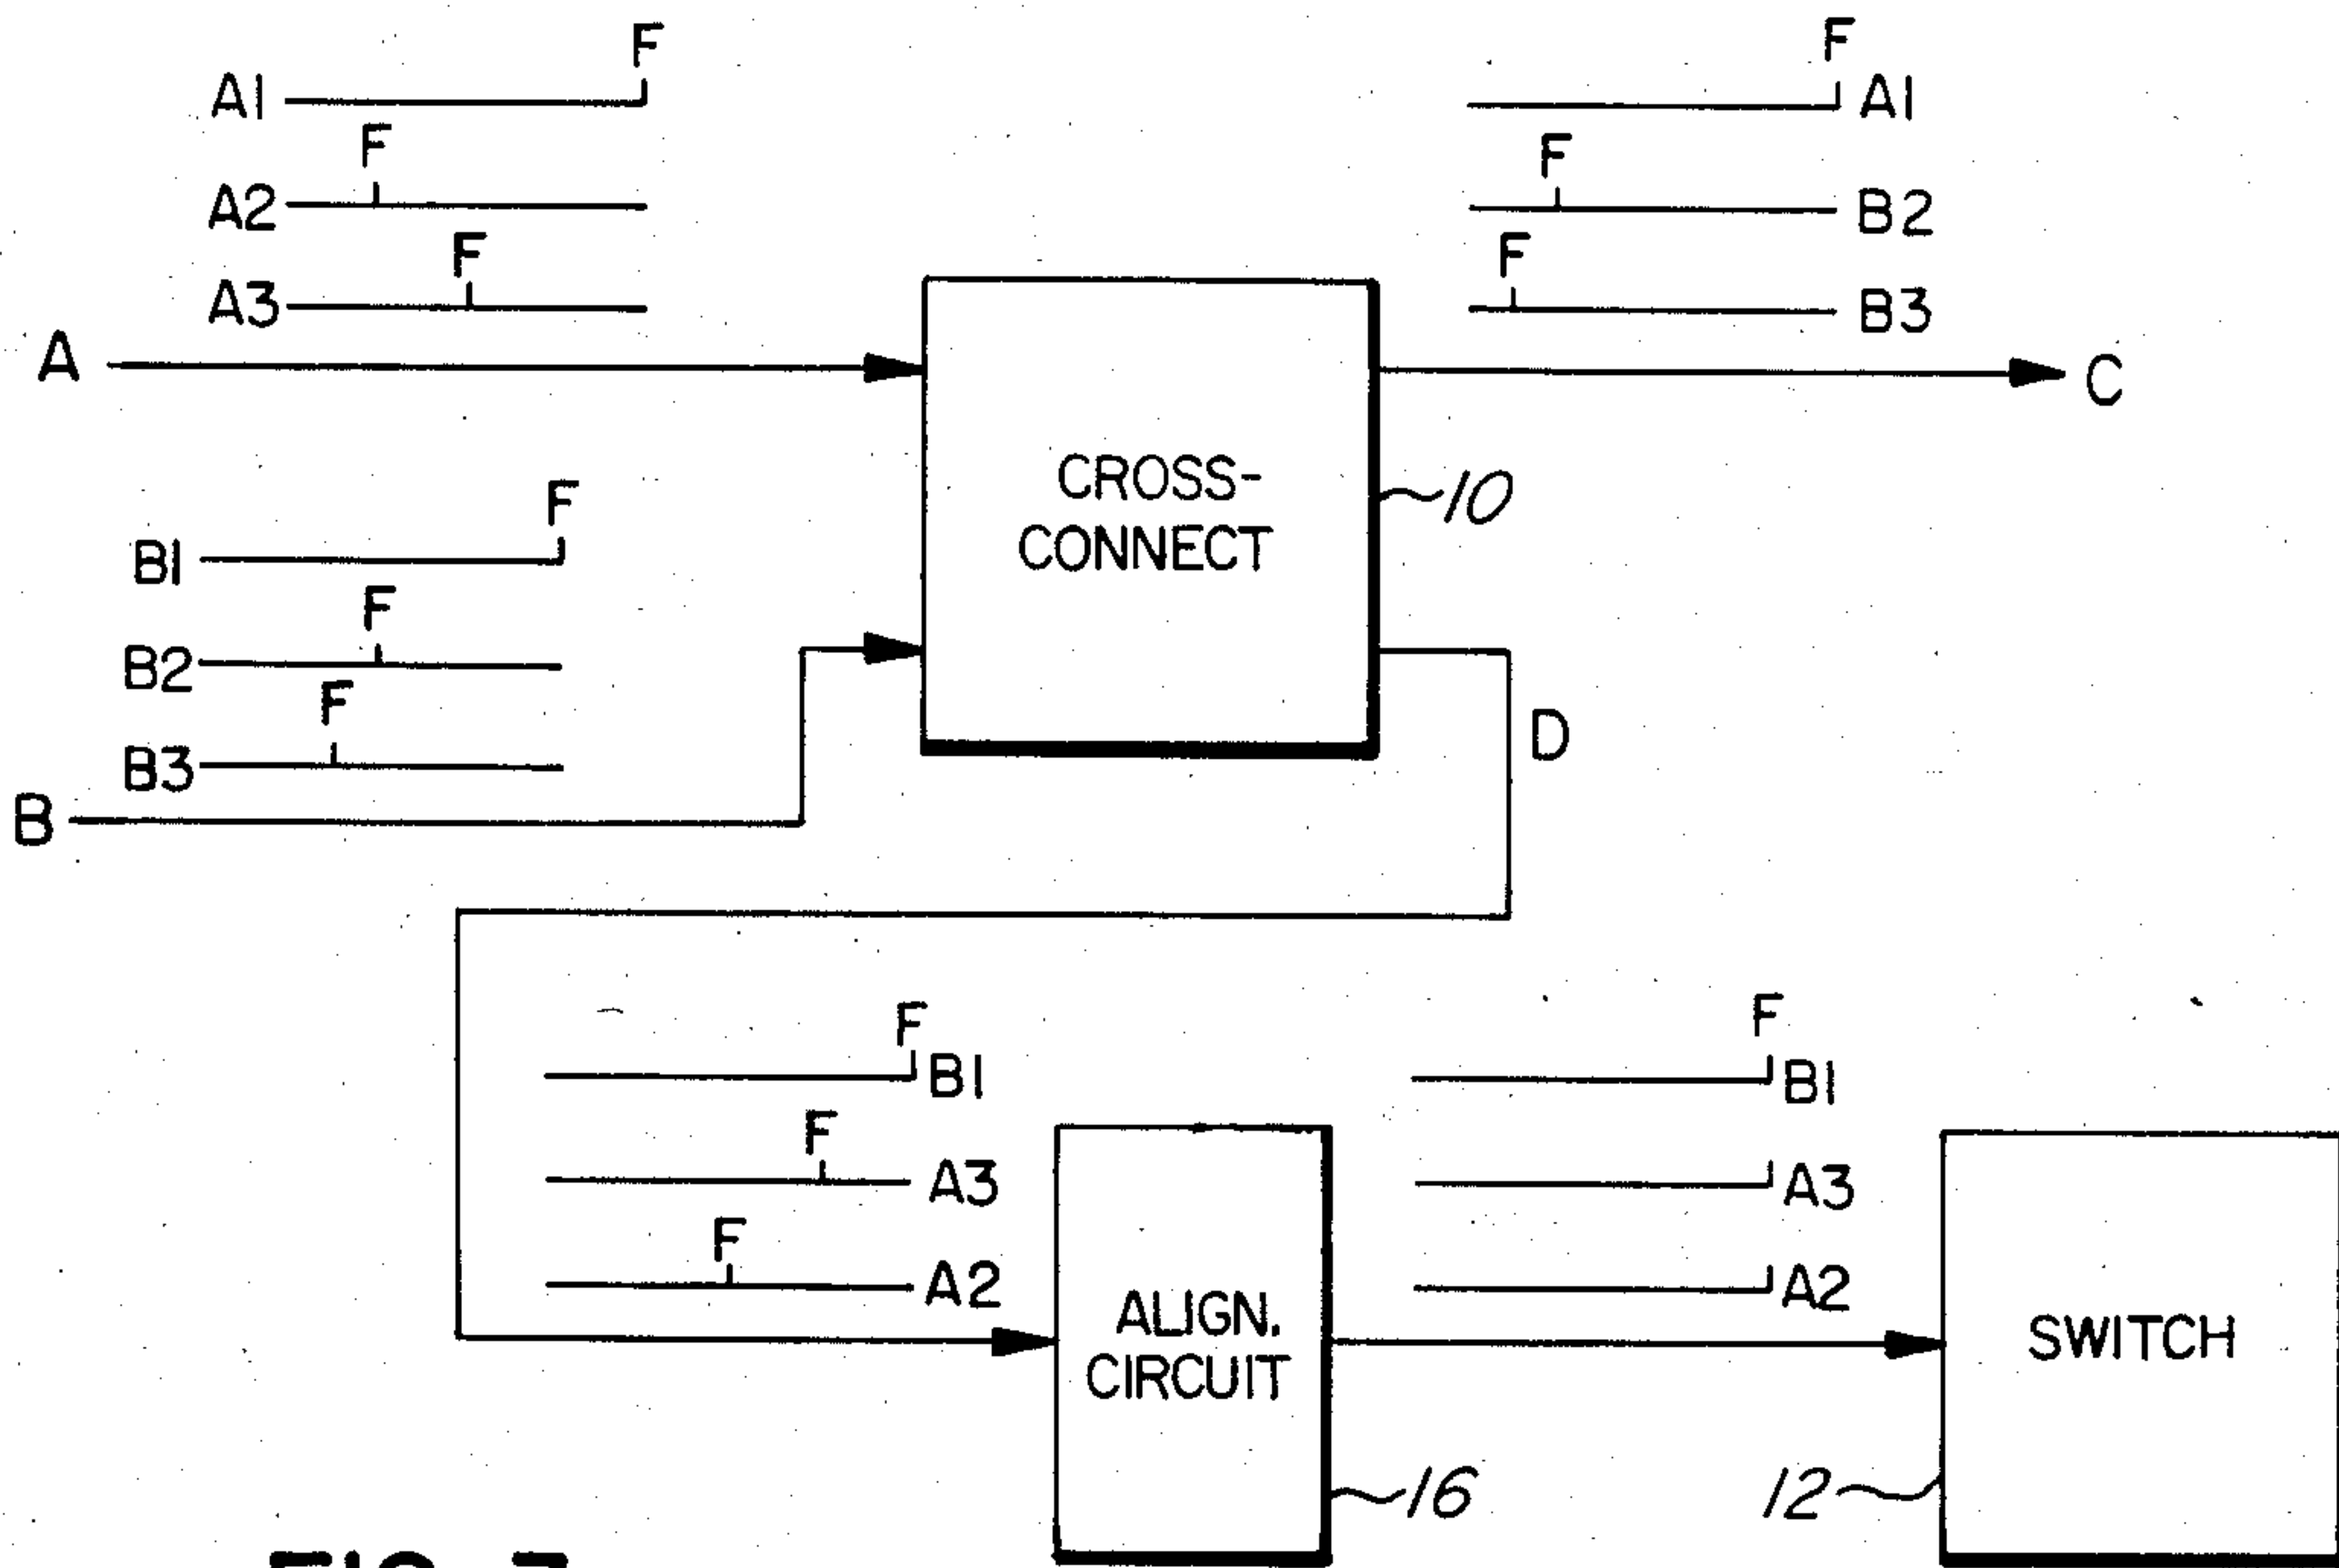 F
A1
F
A2
F
A3
A
F
A1
F
B2
F
B3
C
CROSS-
CONNECT
10
F
B1
F
B2
F
B3
B
D
F
B1
F
A3
F
A2
ALIGN.
CIRCUIT
16
F
B1
A3
A2
SWITCH
12